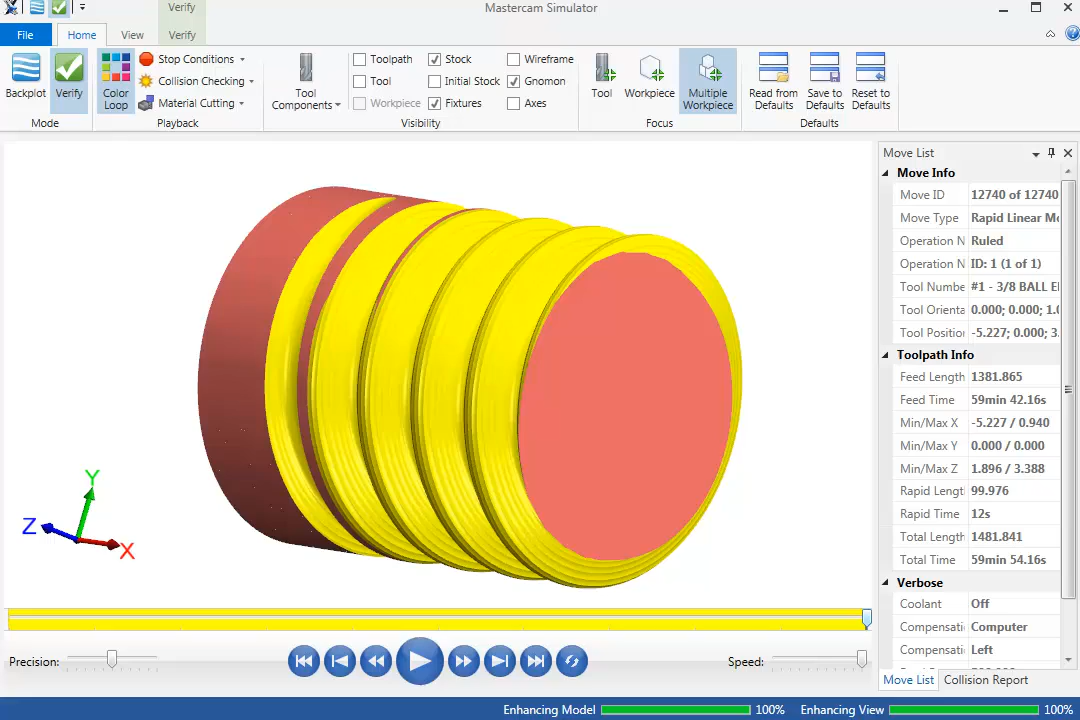 Verify
Mastercam Simulator
File
Home
View
Verify
Backplot
Verify
Mode
Color Loop
Stop Conditions
Collision Checking
Material Cutting
Playback
Tool Components
Toolpath
Stock
Wireframe
Tool
Initial Stock
Gnomon
Workpiece
Fixtures
Axes
Visibility
Tool
Workpiece
Multiple Workpiece
Focus
Read from Defaults
Save to Defaults
Reset to Defaults
Defaults
Move List
Move Info
Move ID 12740 of 12740
Move Type Rapid Linear Mo
Operation N Ruled
Operation N ID: 1 (1 of 1)
Tool Numbe #1 - 3/8 BALL E
Tool Orienta 0.000; 0.000; 1.0
Tool Position -5.227; 0.000; 3.
Toolpath Info
Feed Length 1381.865
Feed Time 59min 42.16s
Min/Max X -5.227 / 0.940
Min/Max Y 0.000 / 0.000
Min/Max Z 1.896 / 3.388
Rapid Lengt 99.976
Rapid Time 12s
Total Length 1481.841
Total Time 59min 54.16s
Verbose
Coolant Off
Compensati Computer
Compensati Left
Y
Z
X
Precision:
Speed:
Move List
Collision Report
Enhancing Model 100%
Enhancing View 100%